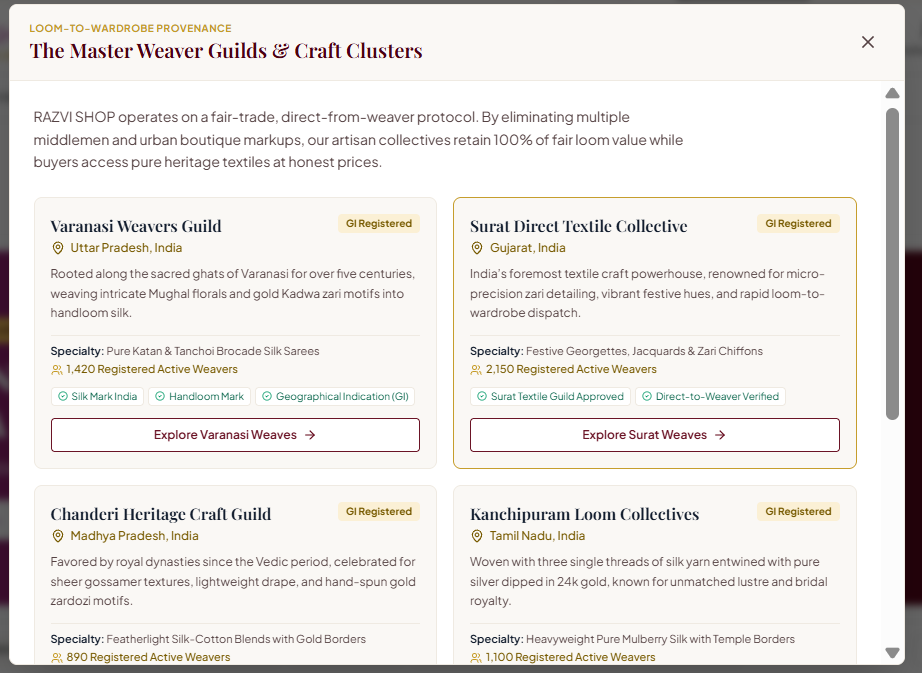 LOOM-TO-WARDROBE PROVENANCE
The Master Weaver Guilds & Craft Clusters
RAZVI SHOP operates on a fair-trade, direct-from-weaver protocol. By eliminating multiple
middlemen and urban boutique markups, our artisan collectives retain 100% of fair loom value while
buyers access pure heritage textiles at honest prices.
Varanasi Weavers Guild
GI Registered
Uttar Pradesh, India
Rooted along the sacred ghats of Varanasi for over five centuries,
weaving intricate Mughal florals and gold Kadwa zari motifs into
handloom silk.
Specialty: Pure Katan & Tanchoi Brocade Silk Sarees
1,420 Registered Active Weavers
Silk Mark India
Handloom Mark
Geographical Indication (GI)
Explore Varanasi Weaves →
Surat Direct Textile Collective
GI Registered
Gujarat, India
India's foremost textile craft powerhouse, renowned for micro-
precision zari detailing, vibrant festive hues, and rapid loom-to-
wardrobe dispatch.
Specialty: Festive Georgettes, Jacquards & Zari Chiffons
2,150 Registered Active Weavers
Surat Textile Guild Approved
Direct-to-Weaver Verified
Explore Surat Weaves →
Chanderi Heritage Craft Guild
GI Registered
Madhya Pradesh, India
Favored by royal dynasties since the Vedic period, celebrated for
sheer gossamer textures, lightweight drape, and hand-spun gold
zardozi motifs.
Specialty: Featherlight Silk-Cotton Blends with Gold Borders
890 Registered Active Weavers
Kanchipuram Loom Collectives
GI Registered
Tamil Nadu, India
Woven with three single threads of silk yarn entwined with pure
silver dipped in 24k gold, known for unmatched lustre and bridal
royalty.
Specialty: Heavyweight Pure Mulberry Silk with Temple Borders
1,100 Registered Active Weavers